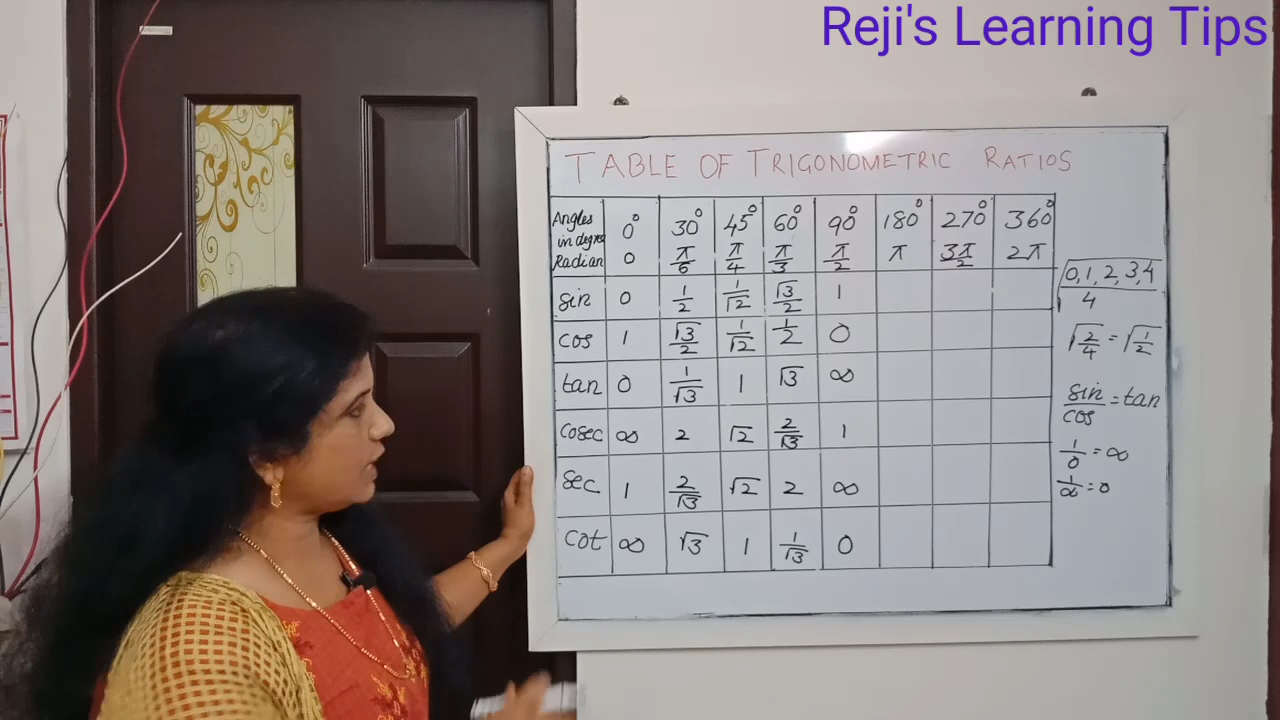 Reji's Learning Tips
TABLE OF TRIGONOMETRIC RATIOS
Angles in degree 0° 30° 45° 60° 90° 180° 270° 360°
Radian 0 π/6 π/4 π/3 π/2 π 3π/2 2π
sin 0 1/2 1/√2 √3/2 1
cos 1 √3/2 1/√2 1/2 0
tan 0 1/√3 1 √3 ∞
Cosec ∞ 2 √2 2/√3 1
Sec 1 2/√3 √2 2 ∞
cot ∞ √3 1 1/√3 0
√(0, 1, 2, 3, 4 / 4)
√(2/4) = √(1/2)
sin/cos = tan
1/0 = ∞
1/∞ = 0